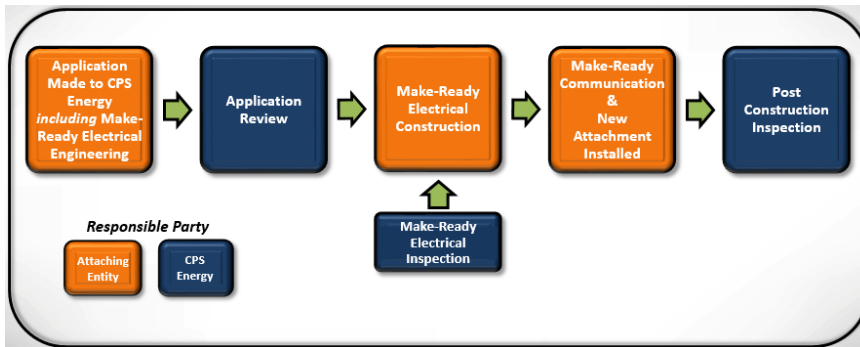 Application
Made to CPS
Energy
including Make-
Ready Electrical
Engineering
Application
Review
Make-Ready
Electrical
Construction
Make-Ready
Communication
&
New
Attachment
Installed
Post
Construction
Inspection
Make-Ready
Electrical
Inspection
Responsible Party
Attaching
Entity
CPS
Energy